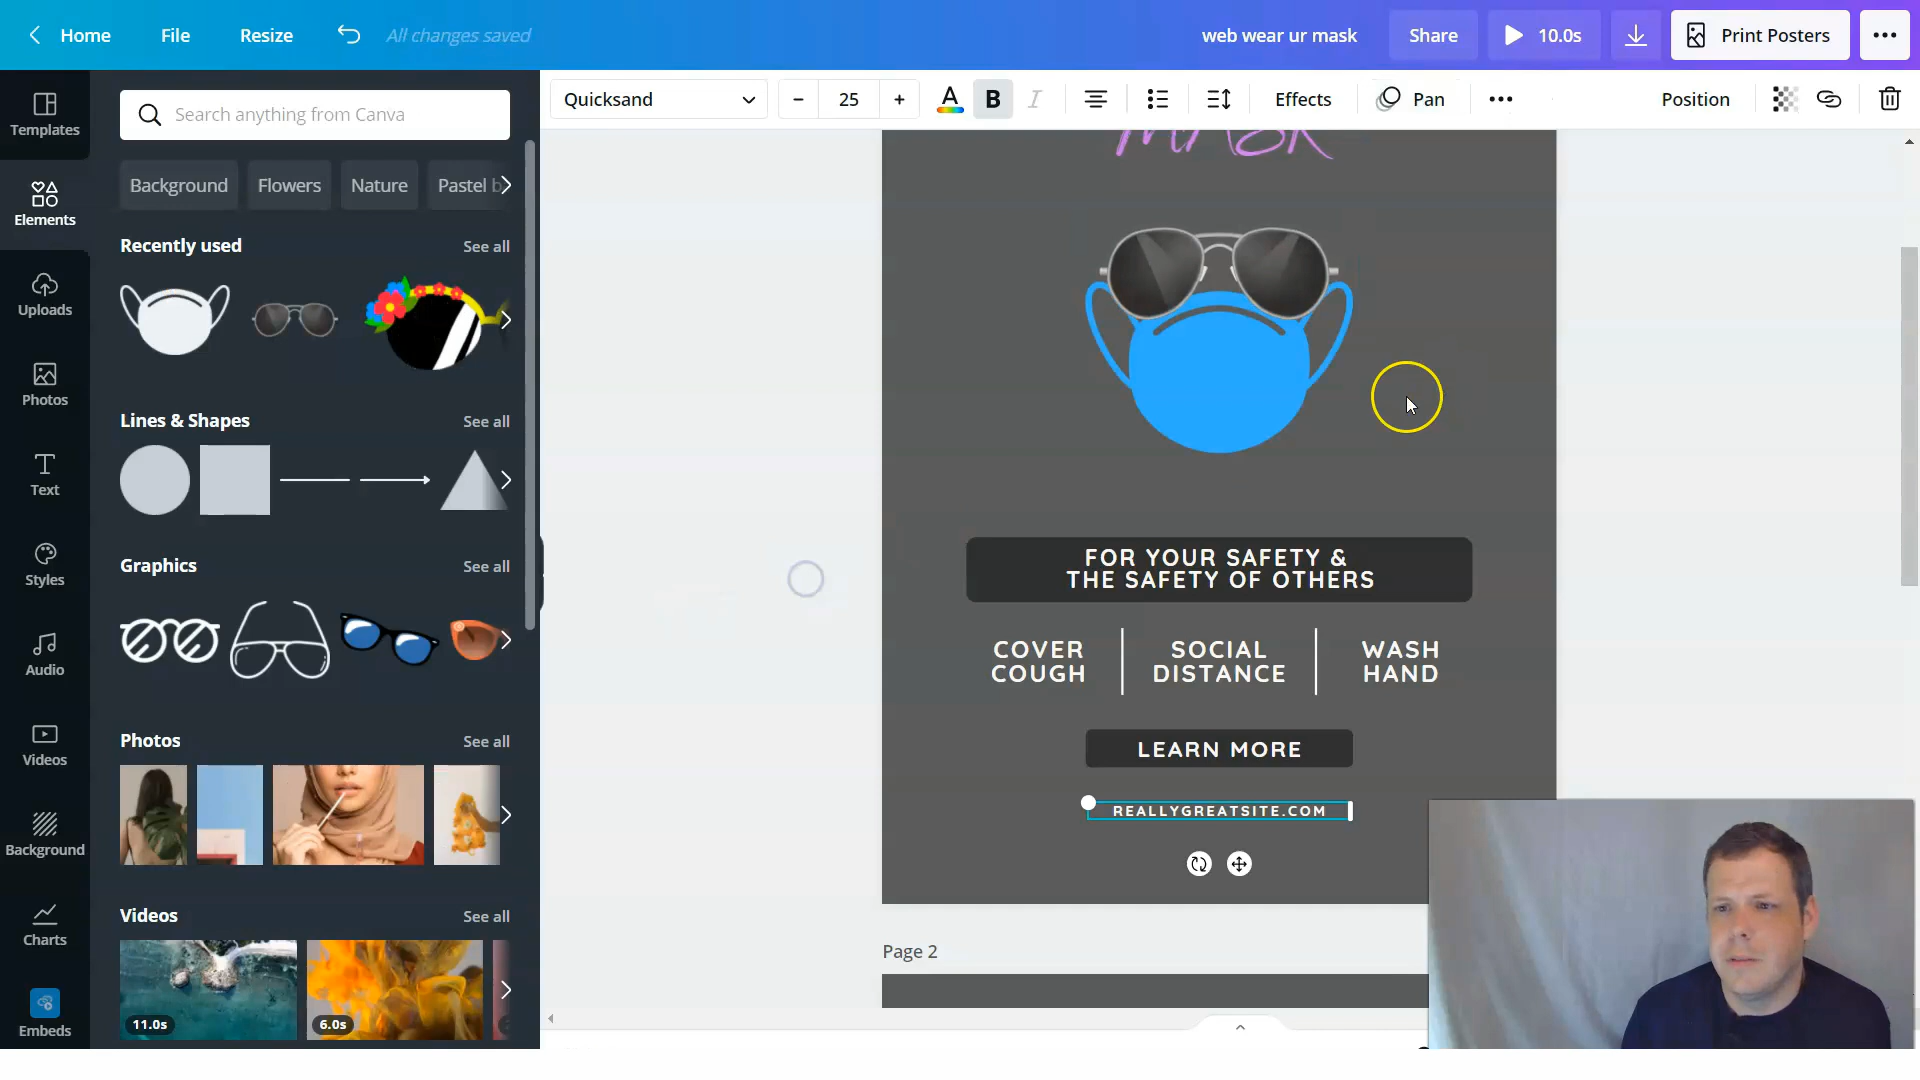 Home
File
Resize
All changes saved
web wear ur mask
Share
10.0s
Print Posters
Templates
Elements
Uploads
Photos
Text
Styles
Audio
Videos
Background
Charts
Embeds
Search anything from Canva
Background
Flowers
Nature
Pastel b
Recently used
See all
Lines & Shapes
See all
Graphics
See all
Photos
See all
Videos
See all
11.0s
6.0s
Quicksand
25
A
B
I
Effects
Pan
Position
MASK
FOR YOUR SAFETY &
THE SAFETY OF OTHERS
COVER
COUGH
SOCIAL
DISTANCE
WASH
HAND
LEARN MORE
REALLYGREATSITE.COM
Page 2